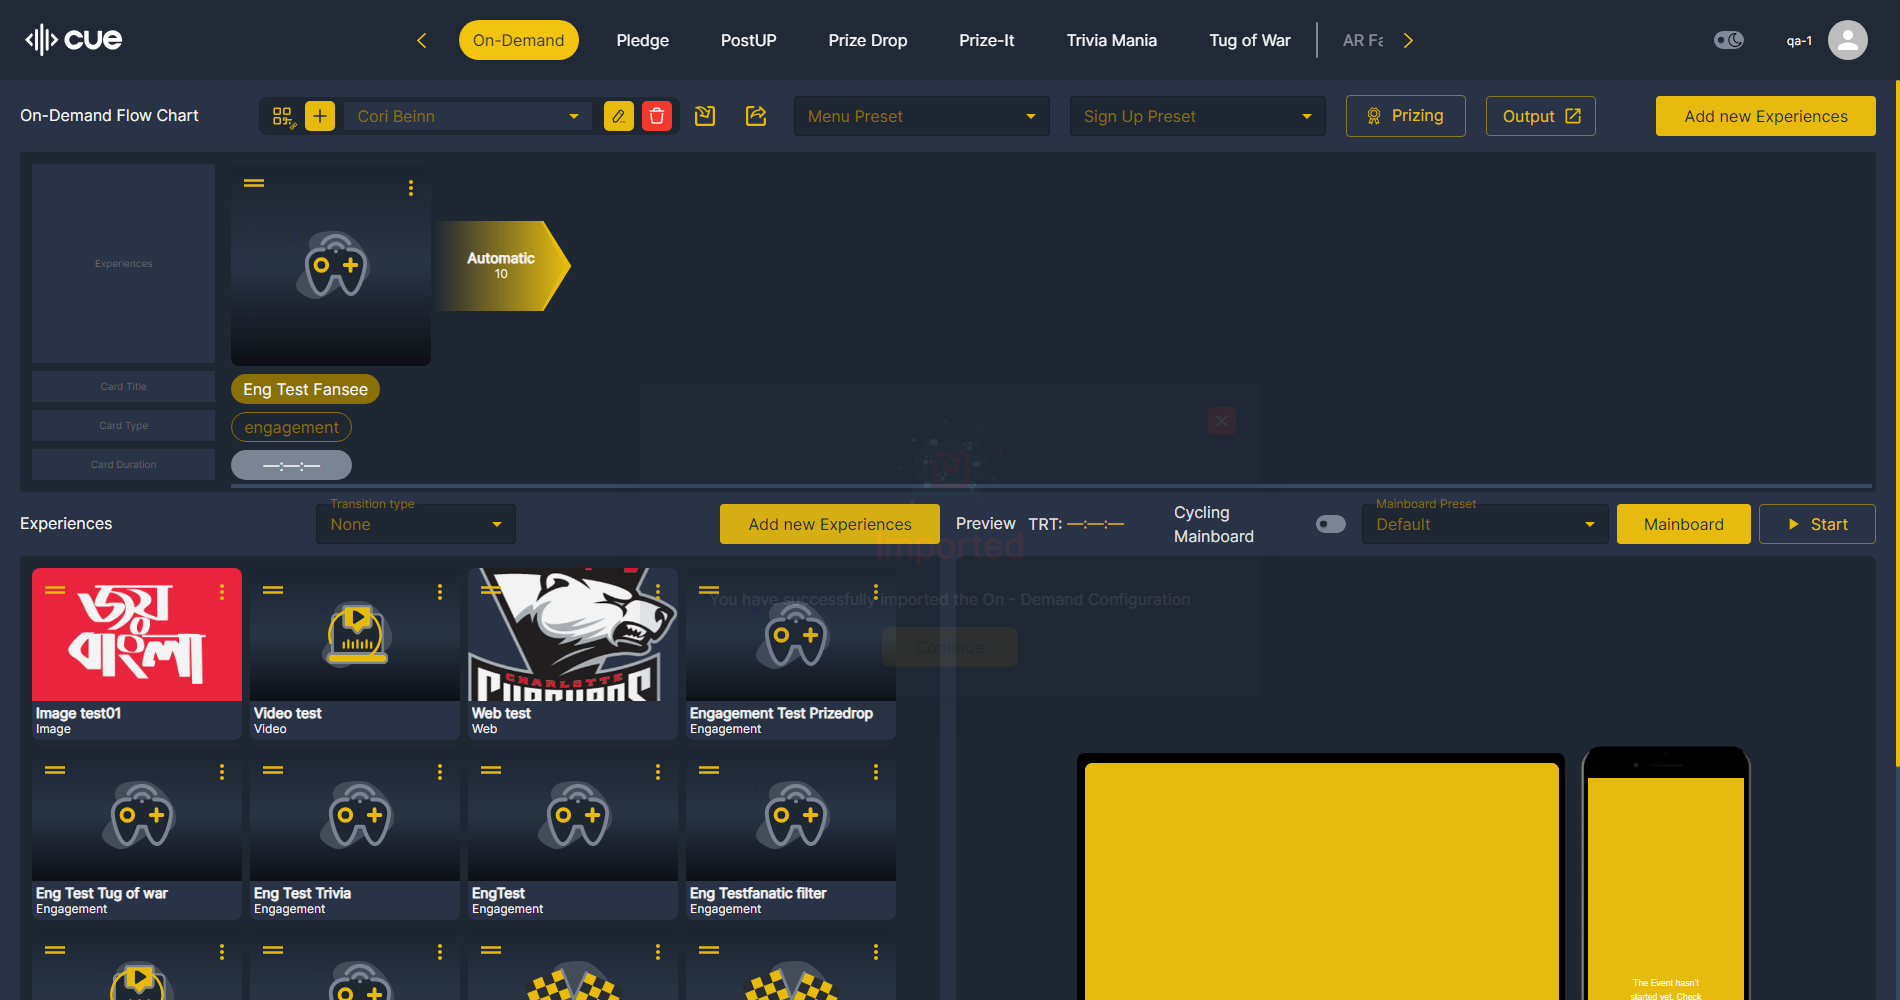 cue
On-Demand
Pledge
PostUP
Prize Drop
Prize-It
Trivia Mania
Tug of War
AR Fa
qa-1
On-Demand Flow Chart
Cori Beinn
Menu Preset
Sign Up Preset
Prizing
Output
Add new Experiences
Experiences
Automatic
10
Card Title
Eng Test Fansee
Card Type
engagement
Card Duration
—:—:—
Experiences
Transition type
None
Add new Experiences
Preview
TRT: —:—:—
Cycling
Mainboard
Mainboard Preset
Default
Mainboard
Start
Imported
You have successfully imported the On - Demand Configuration
Continue
জয়
বাংলা
CHARLOTTE
Image test01
Image
Video test
Video
Web test
Web
Engagement Test Prizedrop
Engagement
Eng Test Tug of war
Engagement
Eng Test Trivia
Engagement
EngTest
Engagement
Eng Testfanatic filter
Engagement
The Event hasn't
started yet. Check